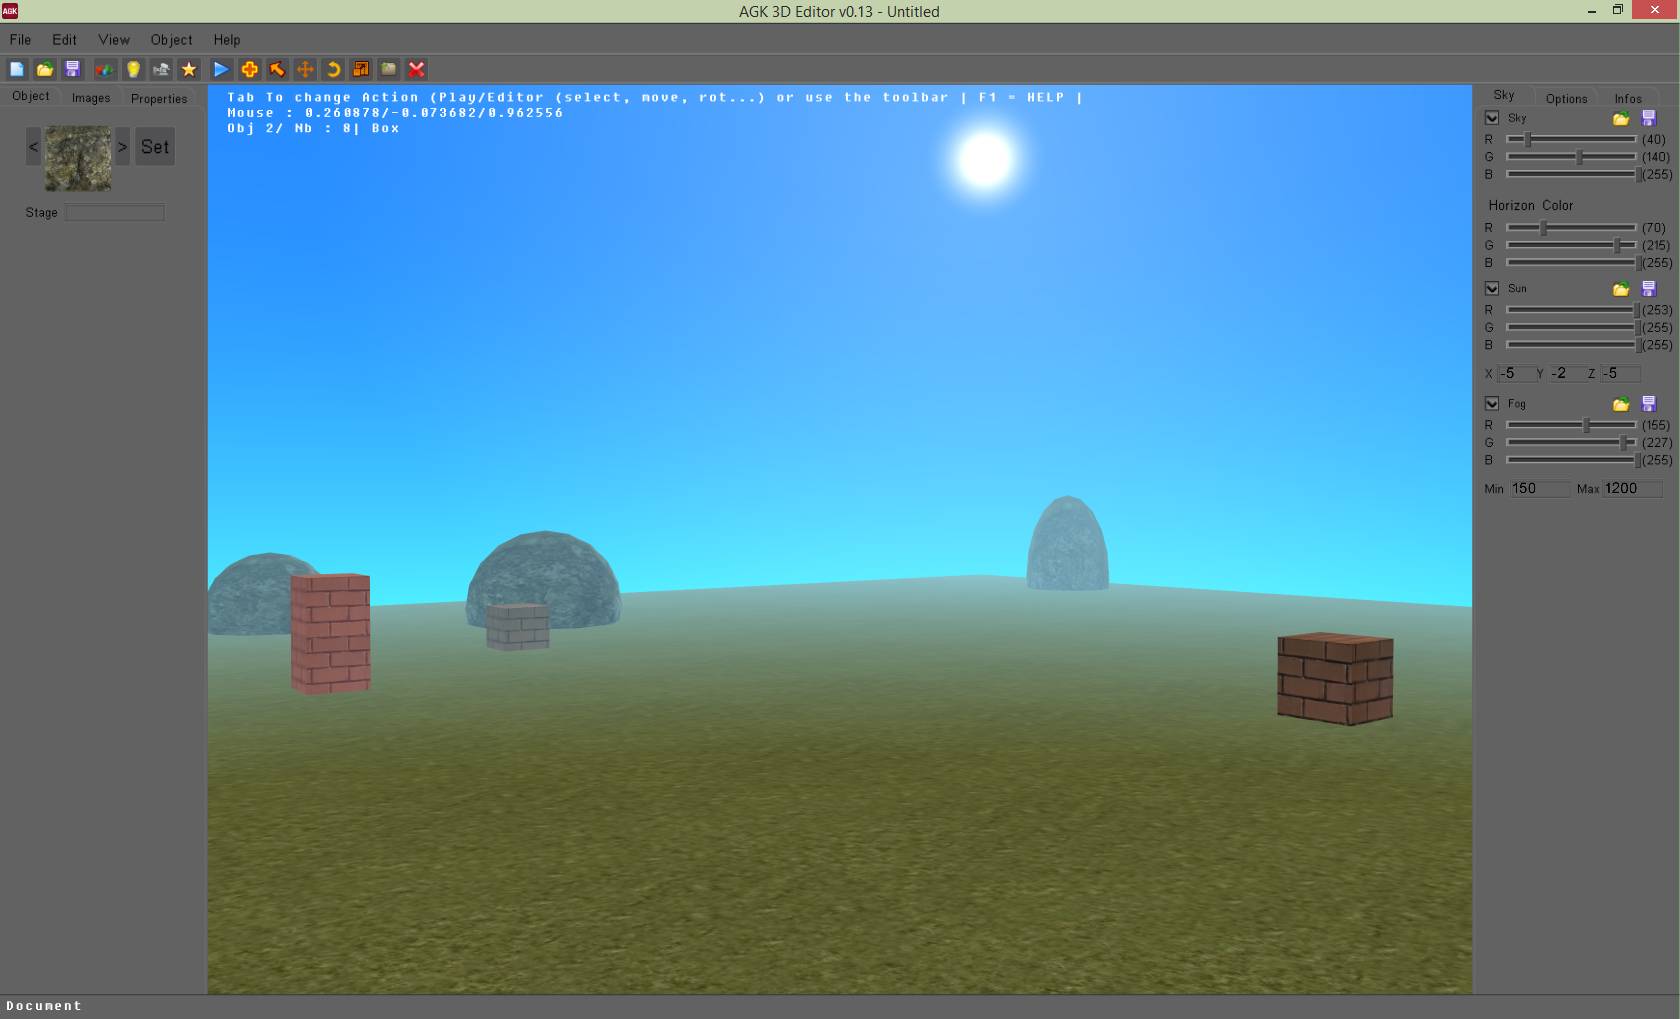 AGK
AGK 3D Editor v0.13 - Untitled
File Edit View Object Help
Object Images Properties
< > Set
Stage
Tab To change Action (Play/Editor (select, move, rot...) or use the toolbar | F1 = HELP |
Mouse : 0.260878/-0.073682/0.962556
Obj 2/ Nb : 8| Box
Sky Options Infos
Sky
R (40)
G (140)
B (255)
Horizon Color
R (70)
G (215)
B (255)
Sun
R (253)
G (255)
B (255)
X -5 Y -2 Z -5
Fog
R (155)
G (227)
B (255)
Min 150 Max 1200
Document